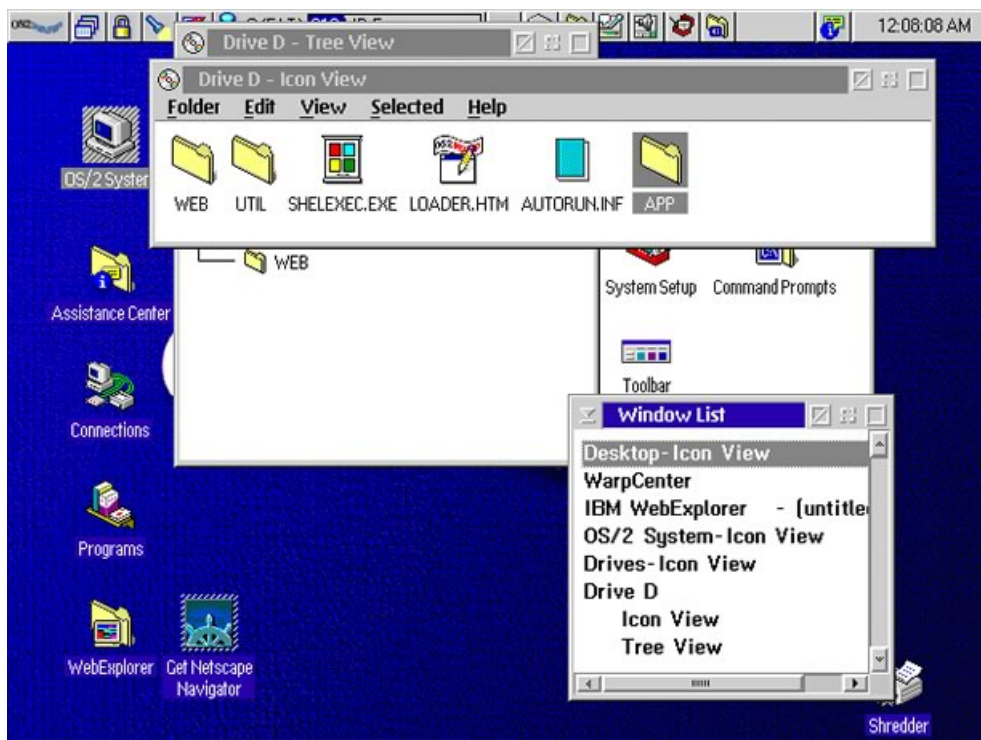 12:08:08 AM
Drive D - Tree View
Drive D - Icon View
Folder Edit View Selected Help
WEB UTIL SHELEXEC.EXE LOADER.HTM AUTORUN.INF APP
OS/2 System
WEB
System Setup Command Prompts
Assistance Center
Toolbar
Connections
Window List
Desktop-Icon View
WarpCenter
IBM WebExplorer - (untitled
OS/2 System-Icon View
Drives-Icon View
Drive D
Icon View
Tree View
Programs
WebExplorer
Get Netscape
Navigator
Shredder